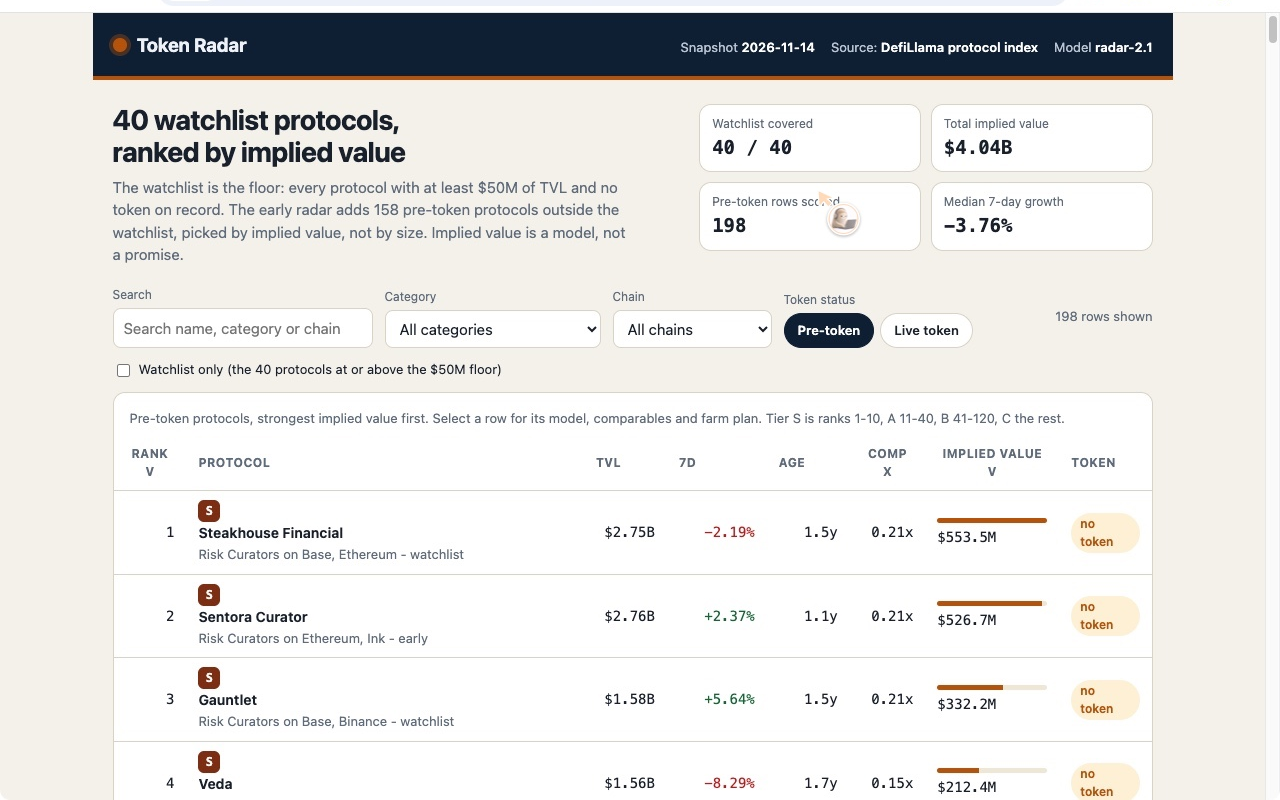 Token Radar
Snapshot 2026-11-14 Source: DefiLlama protocol index Model radar-2.1
40 watchlist protocols,
ranked by implied value
The watchlist is the floor: every protocol with at least $50M of TVL and no
token on record. The early radar adds 158 pre-token protocols outside the
watchlist, picked by implied value, not by size. Implied value is a model, not
a promise.
Watchlist covered
40 / 40
Total implied value
$4.04B
Pre-token rows scored
198
Median 7-day growth
−3.76%
Search
Search name, category or chain
Category
All categories
Chain
All chains
Token status
Pre-token Live token
198 rows shown
Watchlist only (the 40 protocols at or above the $50M floor)
Pre-token protocols, strongest implied value first. Select a row for its model, comparables and farm plan. Tier S is ranks 1-10, A 11-40, B 41-120, C the rest.
RANK V PROTOCOL TVL 7D AGE COMP X IMPLIED VALUE V TOKEN
S
1 Steakhouse Financial $2.75B −2.19% 1.5y 0.21x $553.5M no token
Risk Curators on Base, Ethereum - watchlist
S
2 Sentora Curator $2.76B +2.37% 1.1y 0.21x $526.7M no token
Risk Curators on Ethereum, Ink - early
S
3 Gauntlet $1.58B +5.64% 1.5y 0.21x $332.2M no token
Risk Curators on Base, Binance - watchlist
S
4 Veda $1.56B −8.29% 1.7y 0.15x $212.4M no token